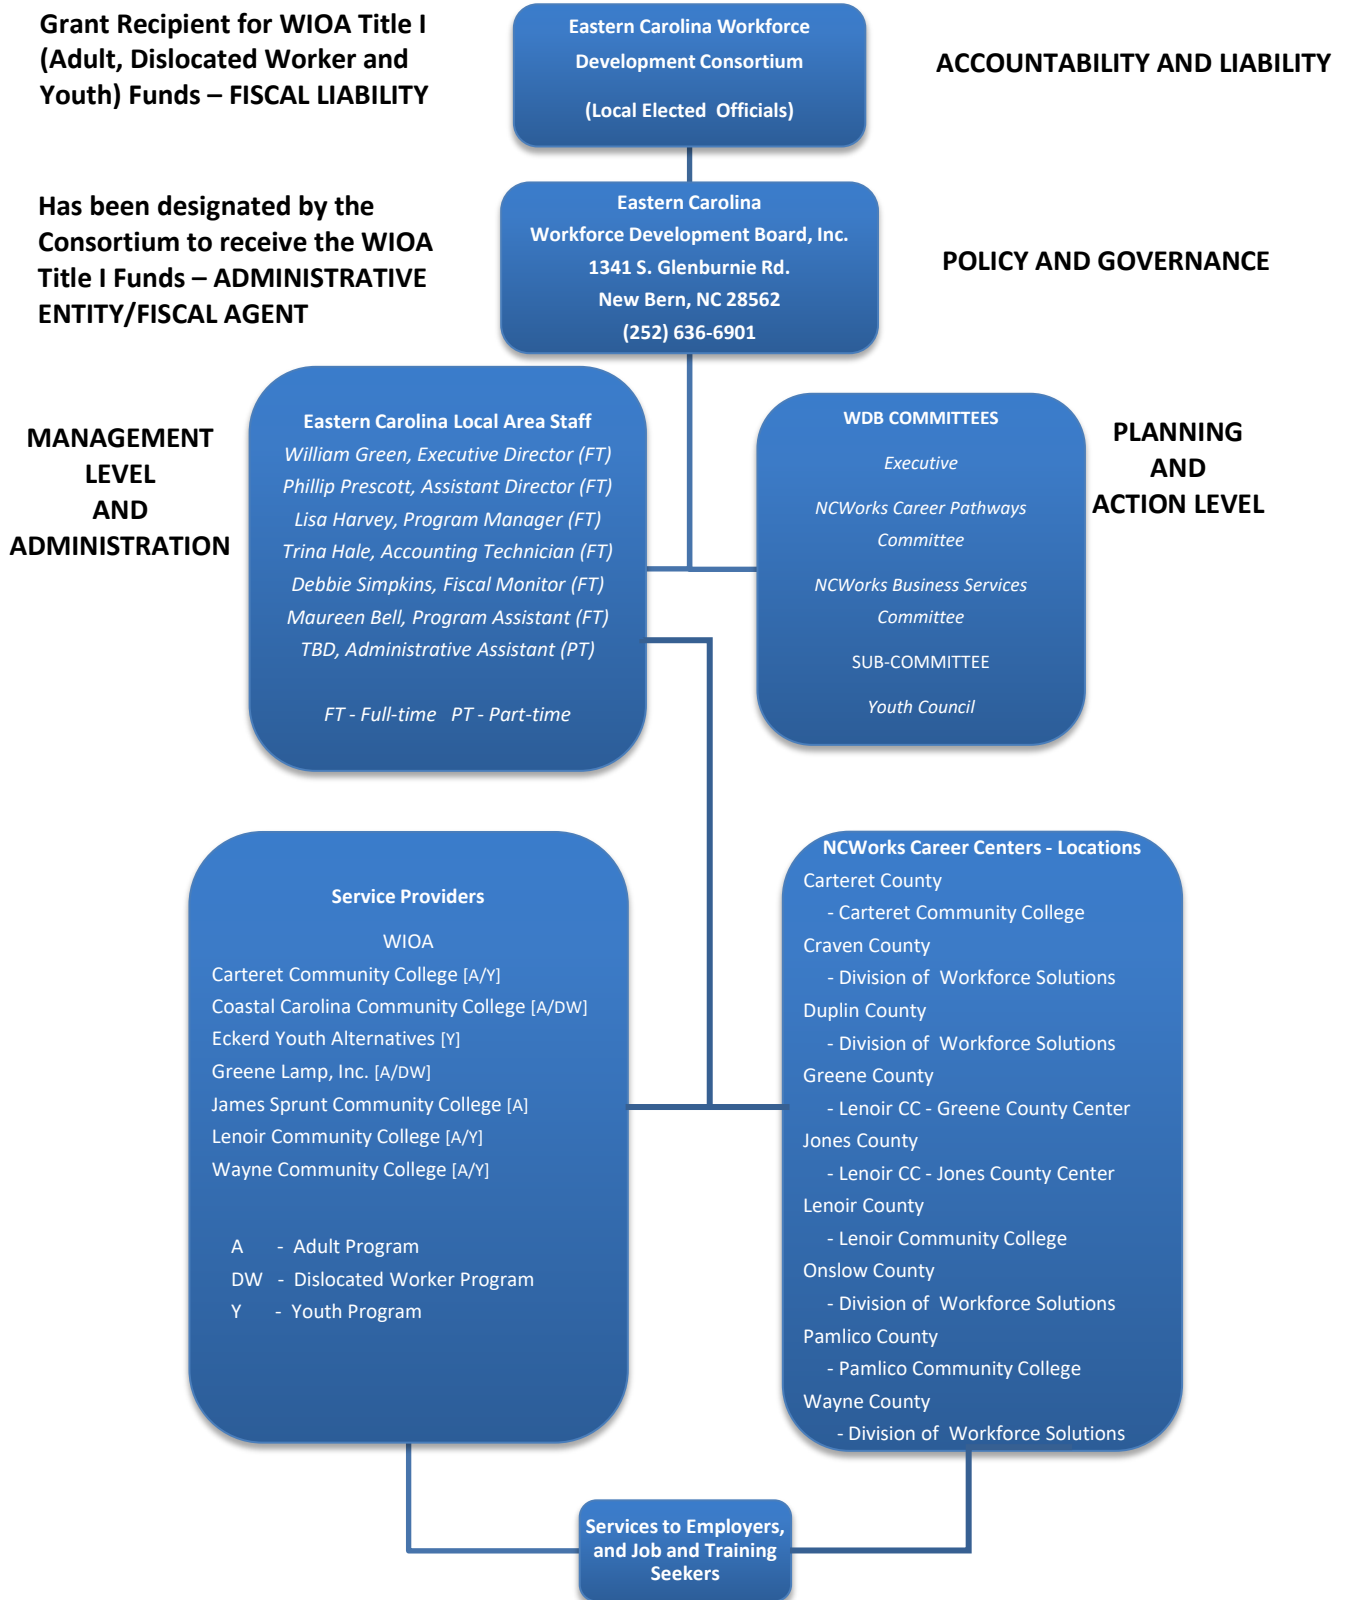 Grant Recipient for WIOA Title I
(Adult, Dislocated Worker and
Youth) Funds – FISCAL LIABILITY
Eastern Carolina Workforce
Development Consortium
(Local Elected Officials)
ACCOUNTABILITY AND LIABILITY
Has been designated by the
Consortium to receive the WIOA
Title I Funds – ADMINISTRATIVE
ENTITY/FISCAL AGENT
Eastern Carolina
Workforce Development Board, Inc.
1341 S. Glenburnie Rd.
New Bern, NC 28562
(252) 636-6901
POLICY AND GOVERNANCE
MANAGEMENT
LEVEL
AND
ADMINISTRATION
Eastern Carolina Local Area Staff
William Green, Executive Director (FT)
Phillip Prescott, Assistant Director (FT)
Lisa Harvey, Program Manager (FT)
Trina Hale, Accounting Technician (FT)
Debbie Simpkins, Fiscal Monitor (FT)
Maureen Bell, Program Assistant (FT)
TBD, Administrative Assistant (PT)
FT - Full-time PT - Part-time
WDB COMMITTEES
Executive
NCWorks Career Pathways
Committee
NCWorks Business Services
Committee
SUB-COMMITTEE
Youth Council
PLANNING
AND
ACTION LEVEL
Service Providers
WIOA
Carteret Community College [A/Y]
Coastal Carolina Community College [A/DW]
Eckerd Youth Alternatives [Y]
Greene Lamp, Inc. [A/DW]
James Sprunt Community College [A]
Lenoir Community College [A/Y]
Wayne Community College [A/Y]
A - Adult Program
DW - Dislocated Worker Program
Y - Youth Program
NCWorks Career Centers - Locations
Carteret County
- Carteret Community College
Craven County
- Division of Workforce Solutions
Duplin County
- Division of Workforce Solutions
Greene County
- Lenoir CC - Greene County Center
Jones County
- Lenoir CC - Jones County Center
Lenoir County
- Lenoir Community College
Onslow County
- Division of Workforce Solutions
Pamlico County
- Pamlico Community College
Wayne County
- Division of Workforce Solutions
Services to Employers,
and Job and Training
Seekers